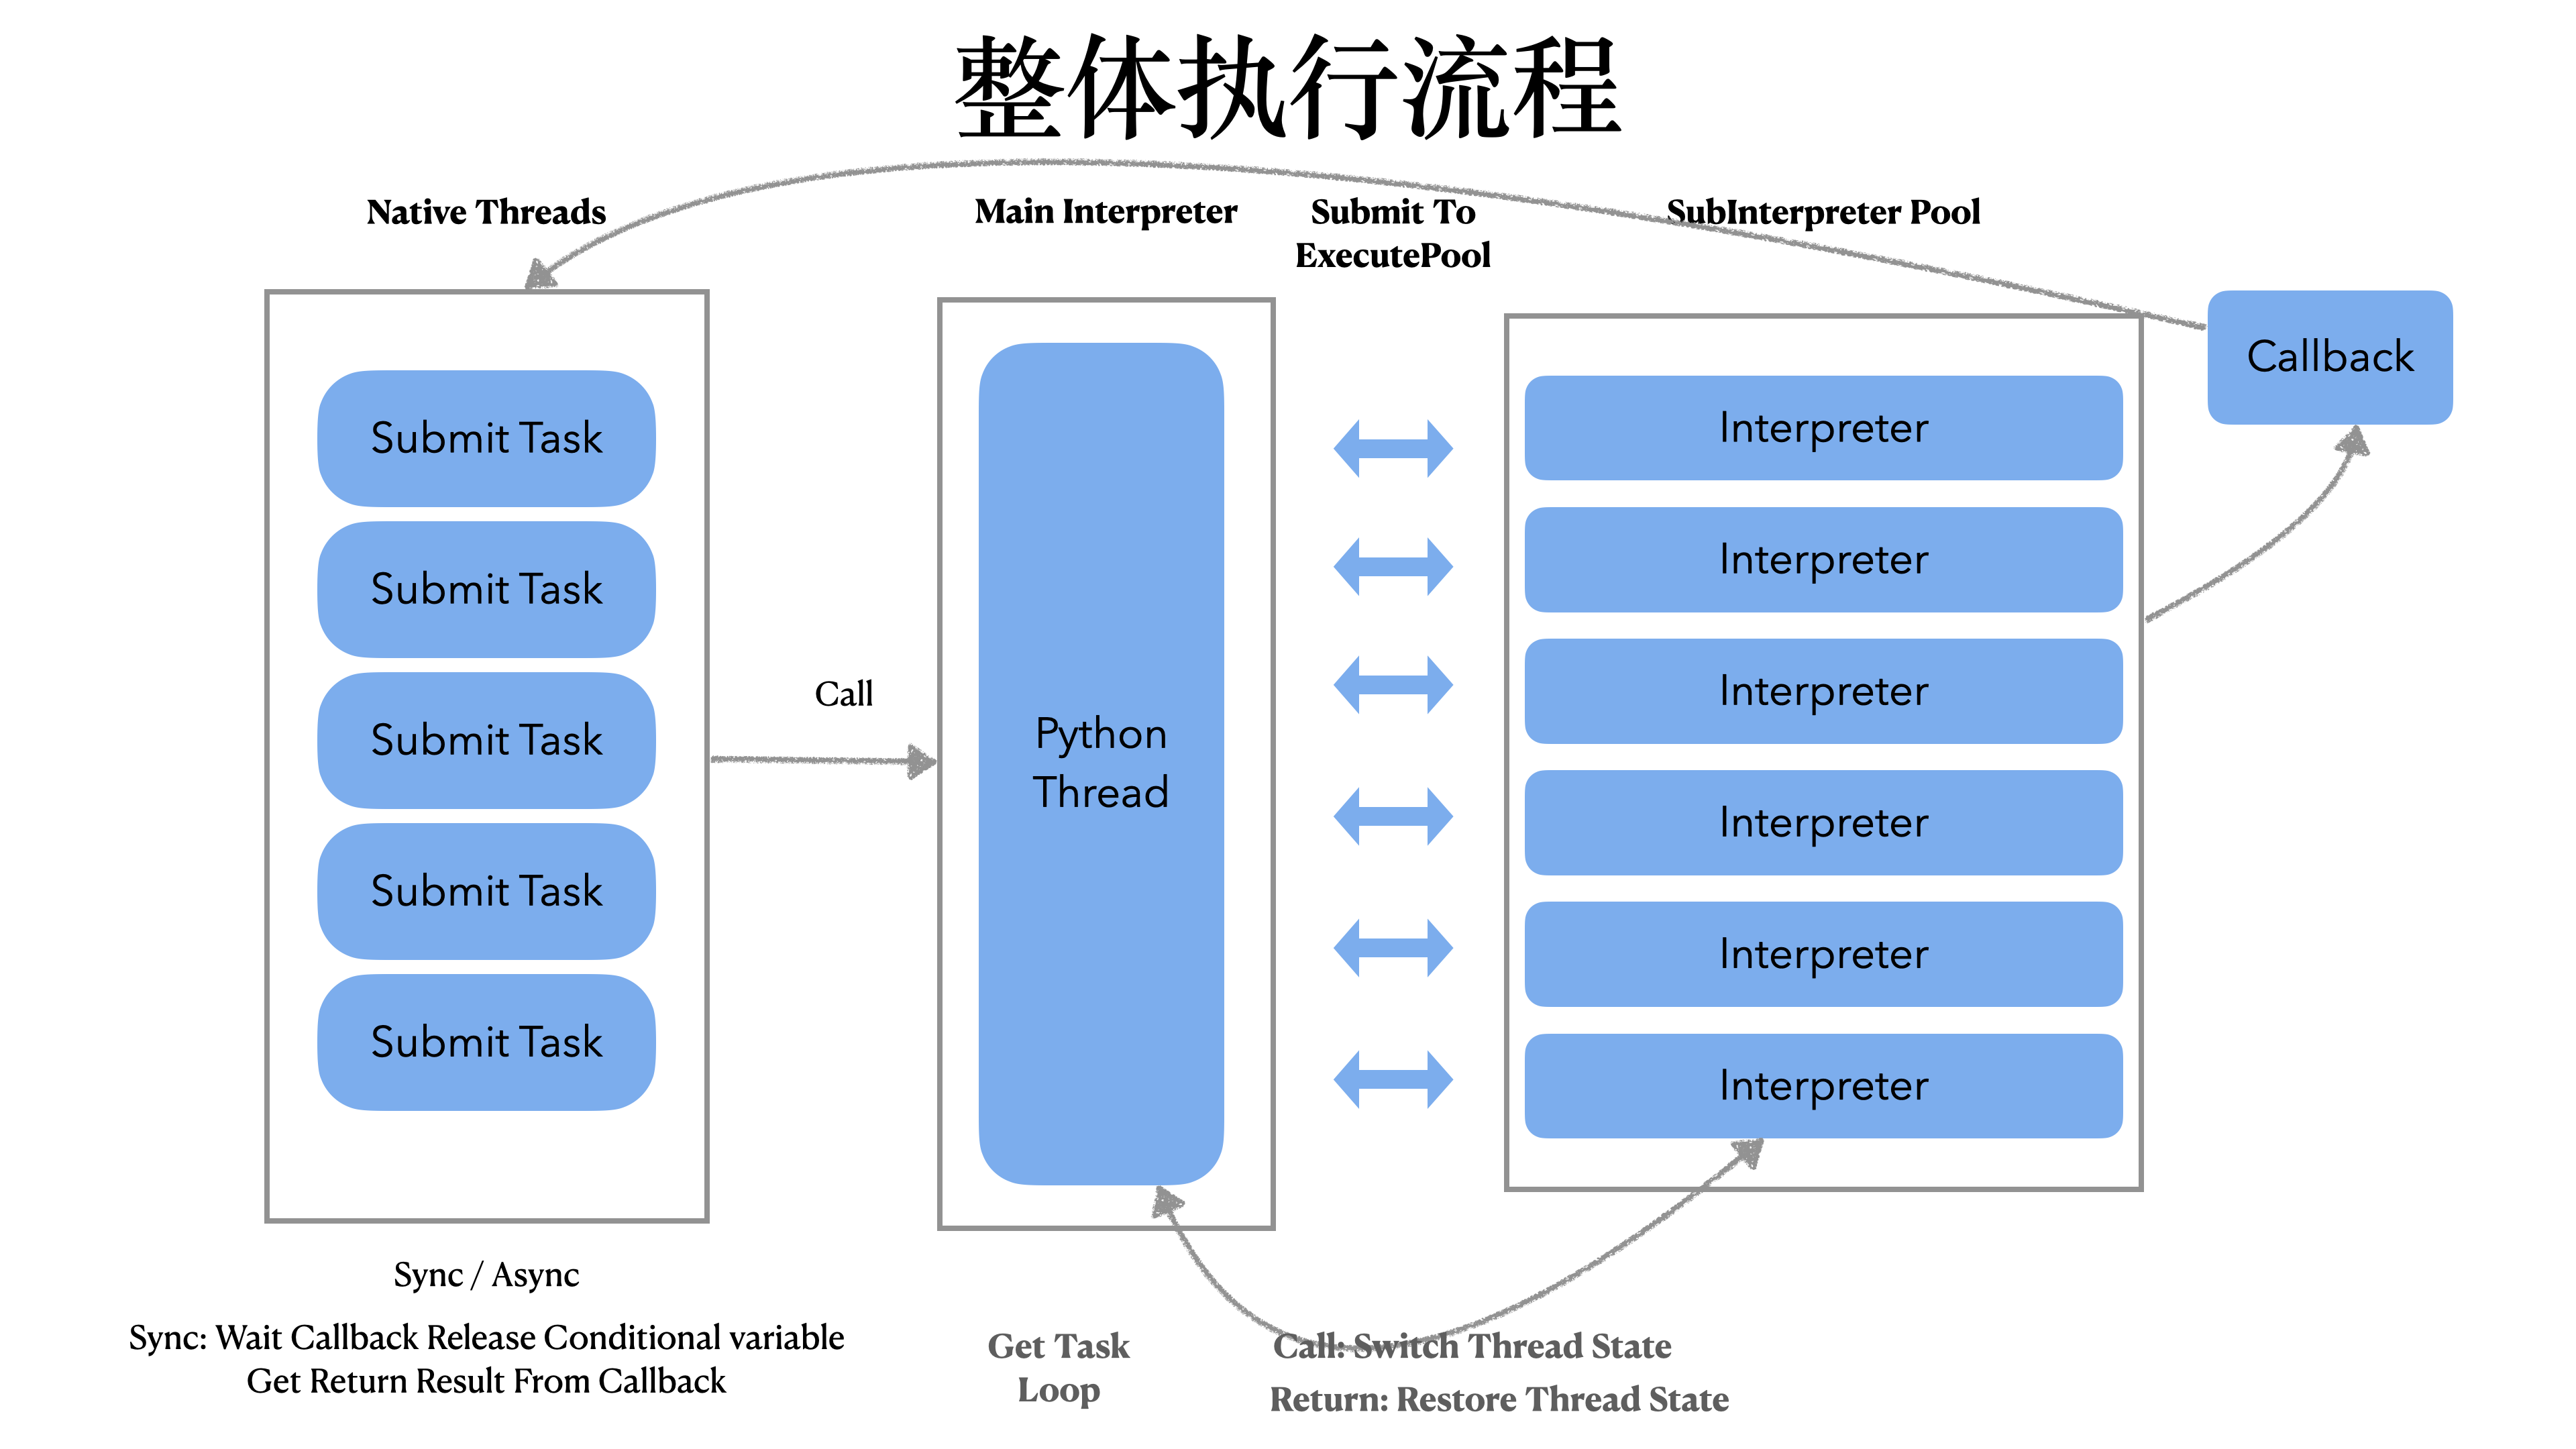 整体执行流程
Native Threads
Main Interpreter
Submit To
ExecutePool
SubInterpreter Pool
Submit Task
Submit Task
Submit Task
Submit Task
Submit Task
Call
Python
Thread
Interpreter
Interpreter
Interpreter
Interpreter
Interpreter
Interpreter
Callback
Sync / Async
Sync: Wait Callback Release Conditional variable
Get Return Result From Callback
Get Task
Loop
Call: Switch Thread State
Return: Restore Thread State